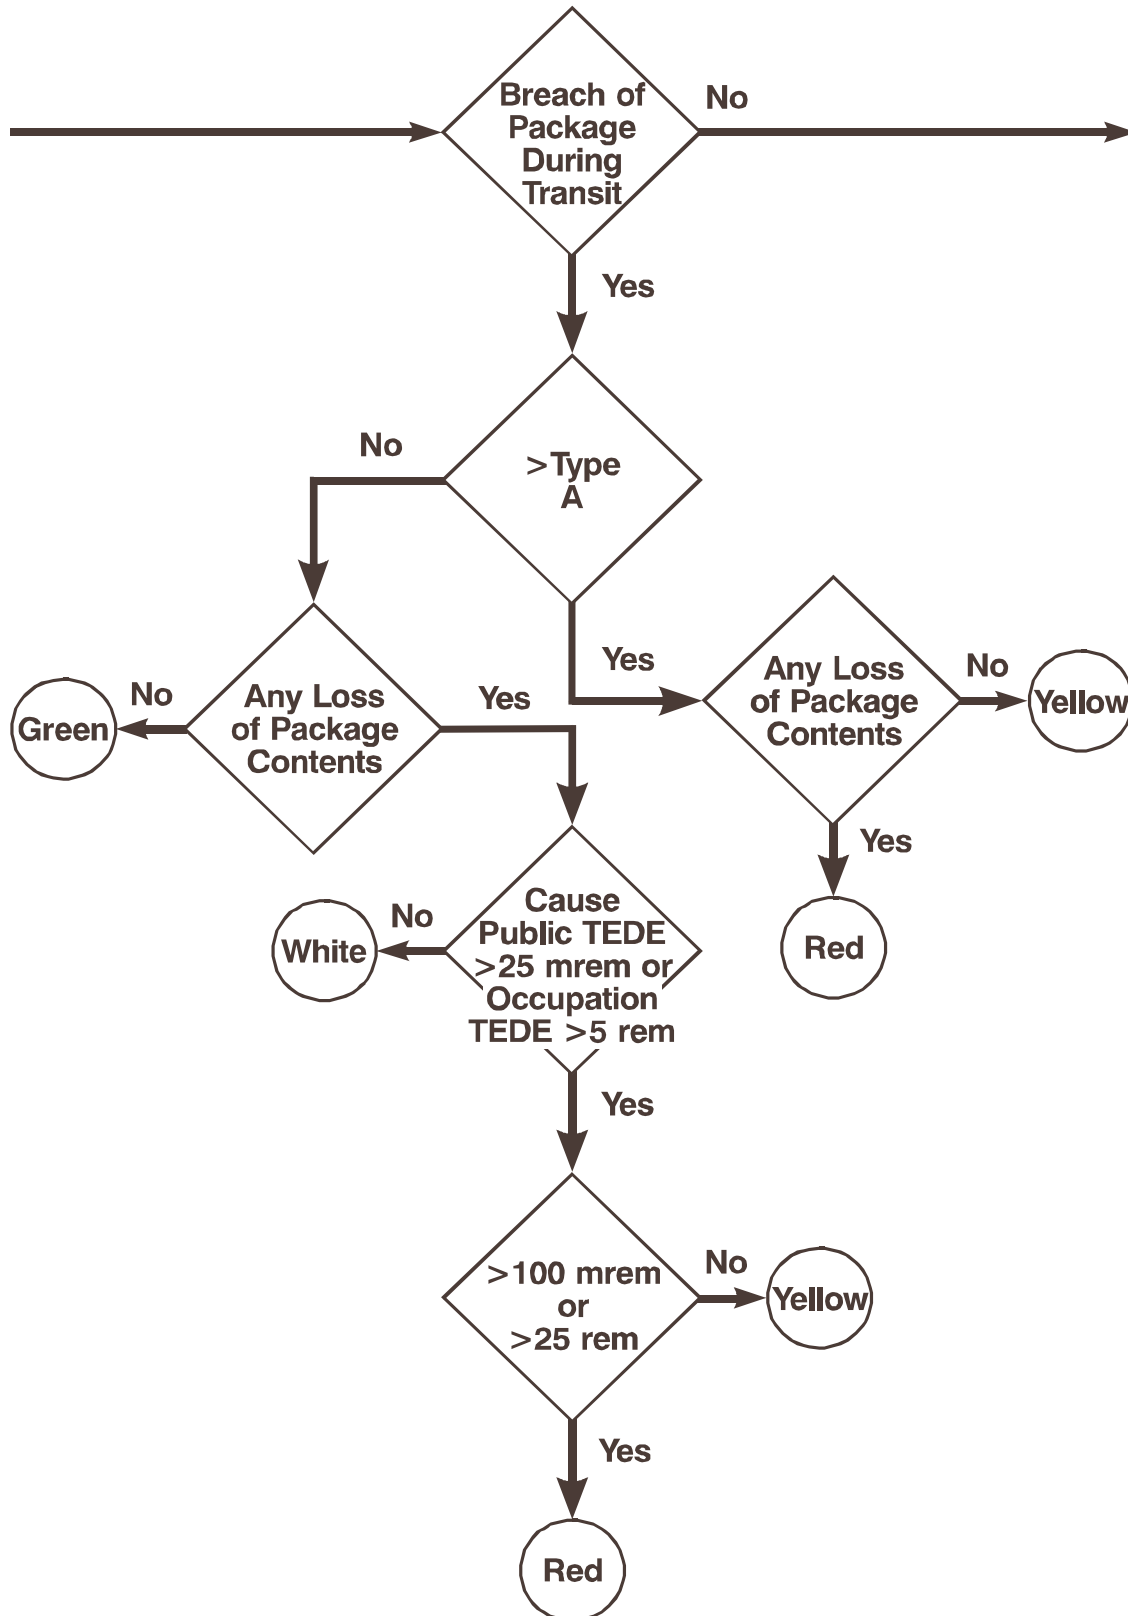 Breach of
Package
During
Transit
No
Yes
>Type
A
No
Yes
Any Loss
of Package
Contents
No
Green
Yes
Any Loss
of Package
Contents
No
Yellow
Yes
Red
Cause
Public TEDE
>25 mrem or
Occupation
TEDE >5 rem
No
White
Yes
>100 mrem
or
>25 rem
No
Yellow
Yes
Red